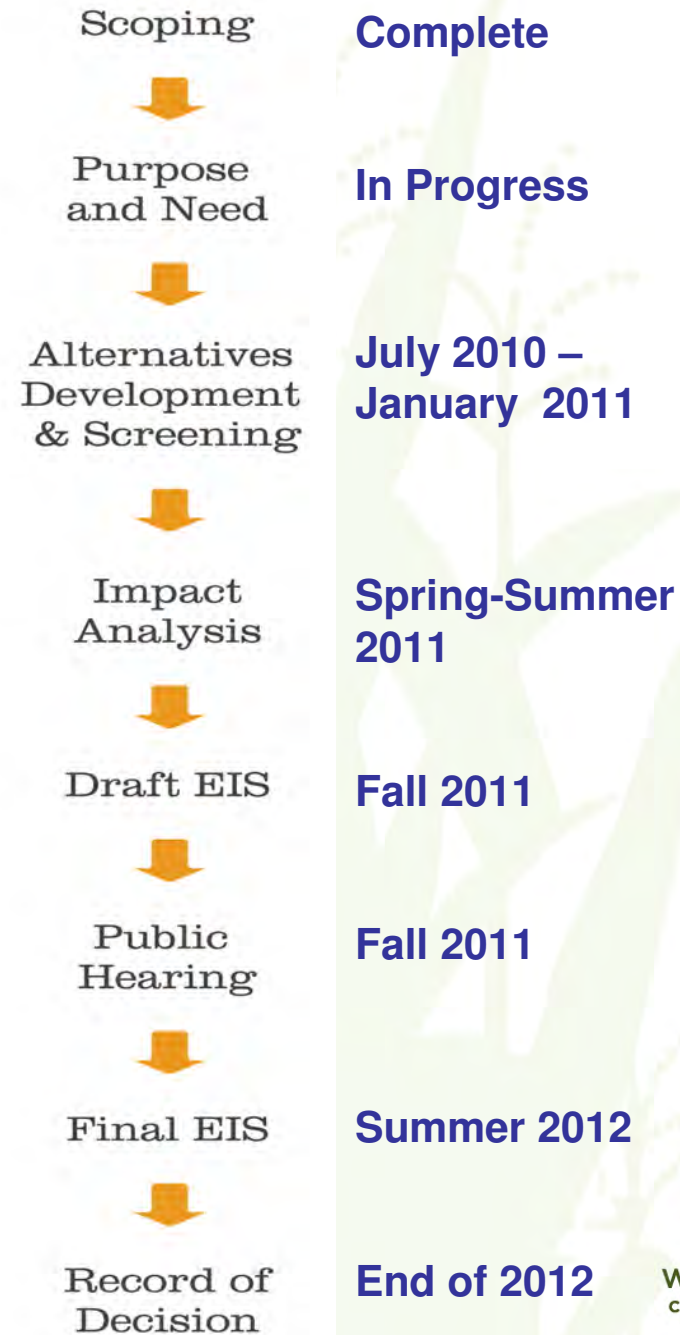 Scoping
Complete
Purpose
and Need
In Progress
Alternatives
Development
& Screening
July 2010 –
January 2011
Impact
Analysis
Spring-Summer
2011
Draft EIS
Fall 2011
Public
Hearing
Fall 2011
Final EIS
Summer 2012
Record of
Decision
End of 2012